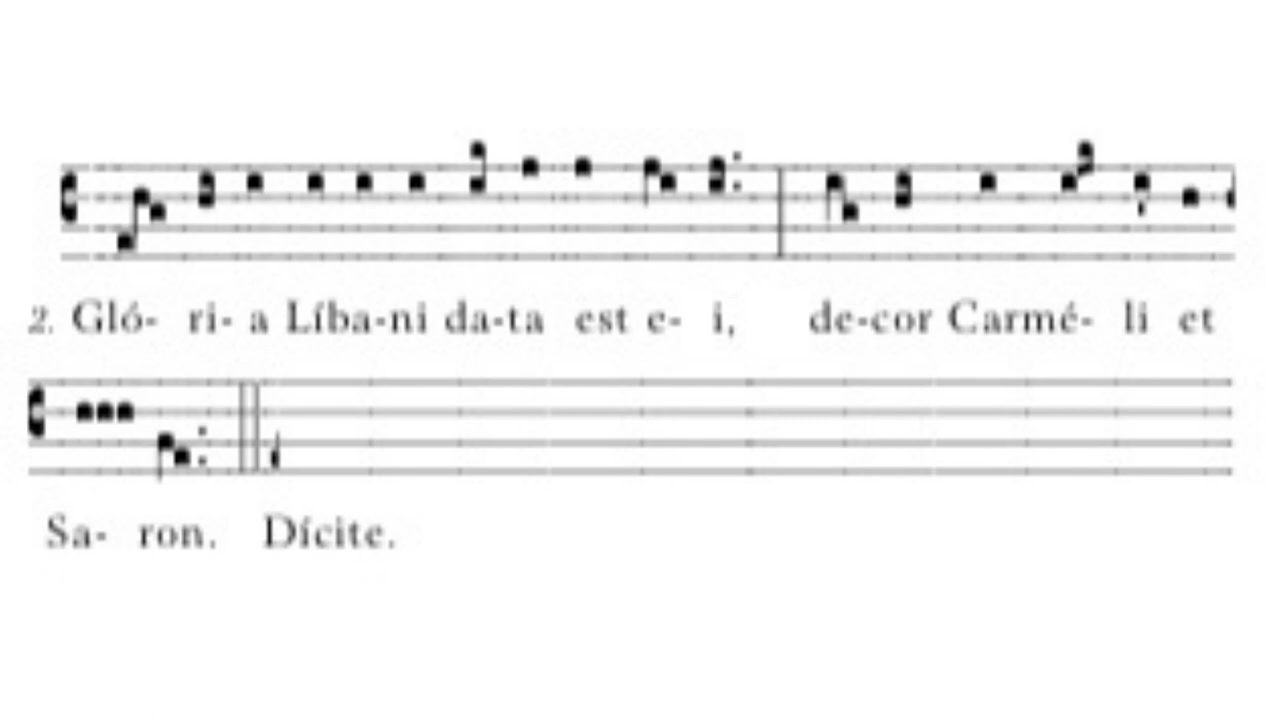 2. Gló- ri- a Líba-ni da-ta est e- i, de-cor Carmé- li et
Sa- ron. Dícite.